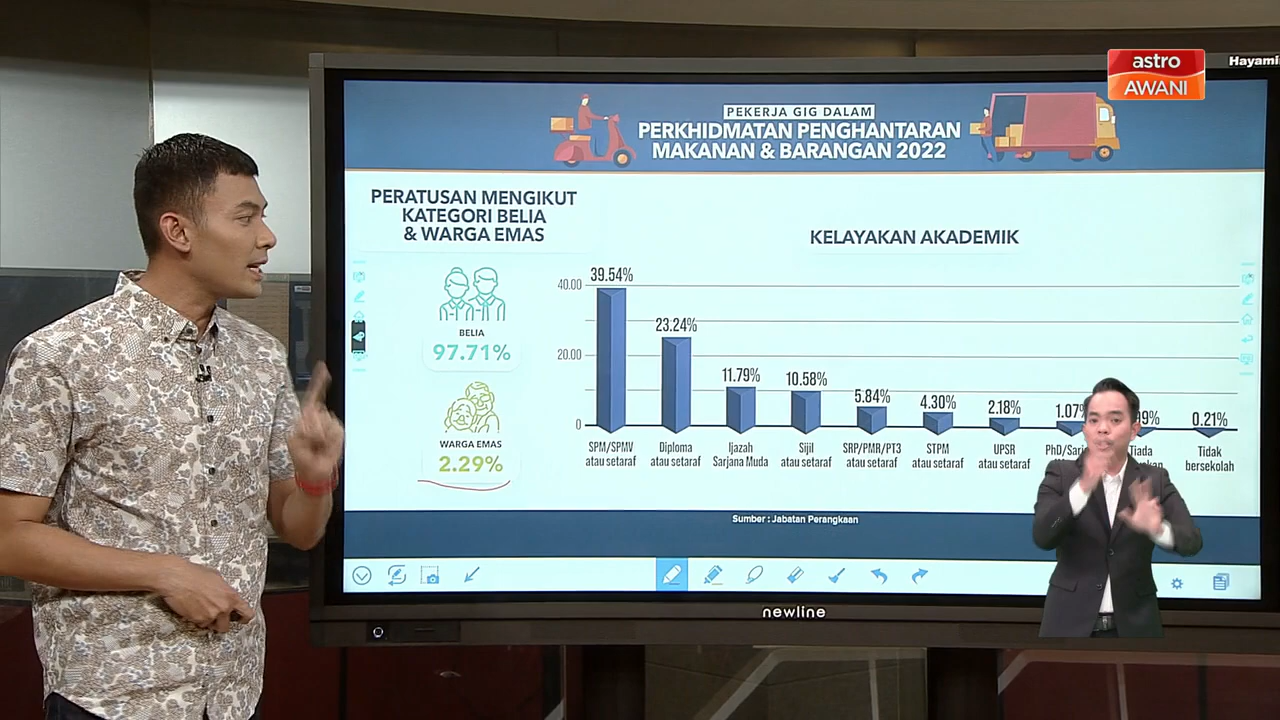 astro
AWANI
PEKERJA GIG DALAM
PERKHIDMATAN PENGHANTARAN
MAKANAN & BARANGAN 2022
PERATUSAN MENGIKUT
KATEGORI BELIA
& WARGA EMAS
BELIA
97.71%
WARGA EMAS
2.29%
KELAYAKAN AKADEMIK
40.00
20.00
0
39.54%
23.24%
11.79%
10.58%
5.84%
4.30%
2.18%
1.07%
0.21%
SPM/SPMV
atau setaraf
Diploma
atau setaraf
Ijazah
Sarjana Muda
Sijil
atau setaraf
SRP/PMR/PT3
atau setaraf
STPM
atau setaraf
UPSR
atau setaraf
Tiada
Tidak
bersekolah
Sumber : Jabatan Perangkaan
newline